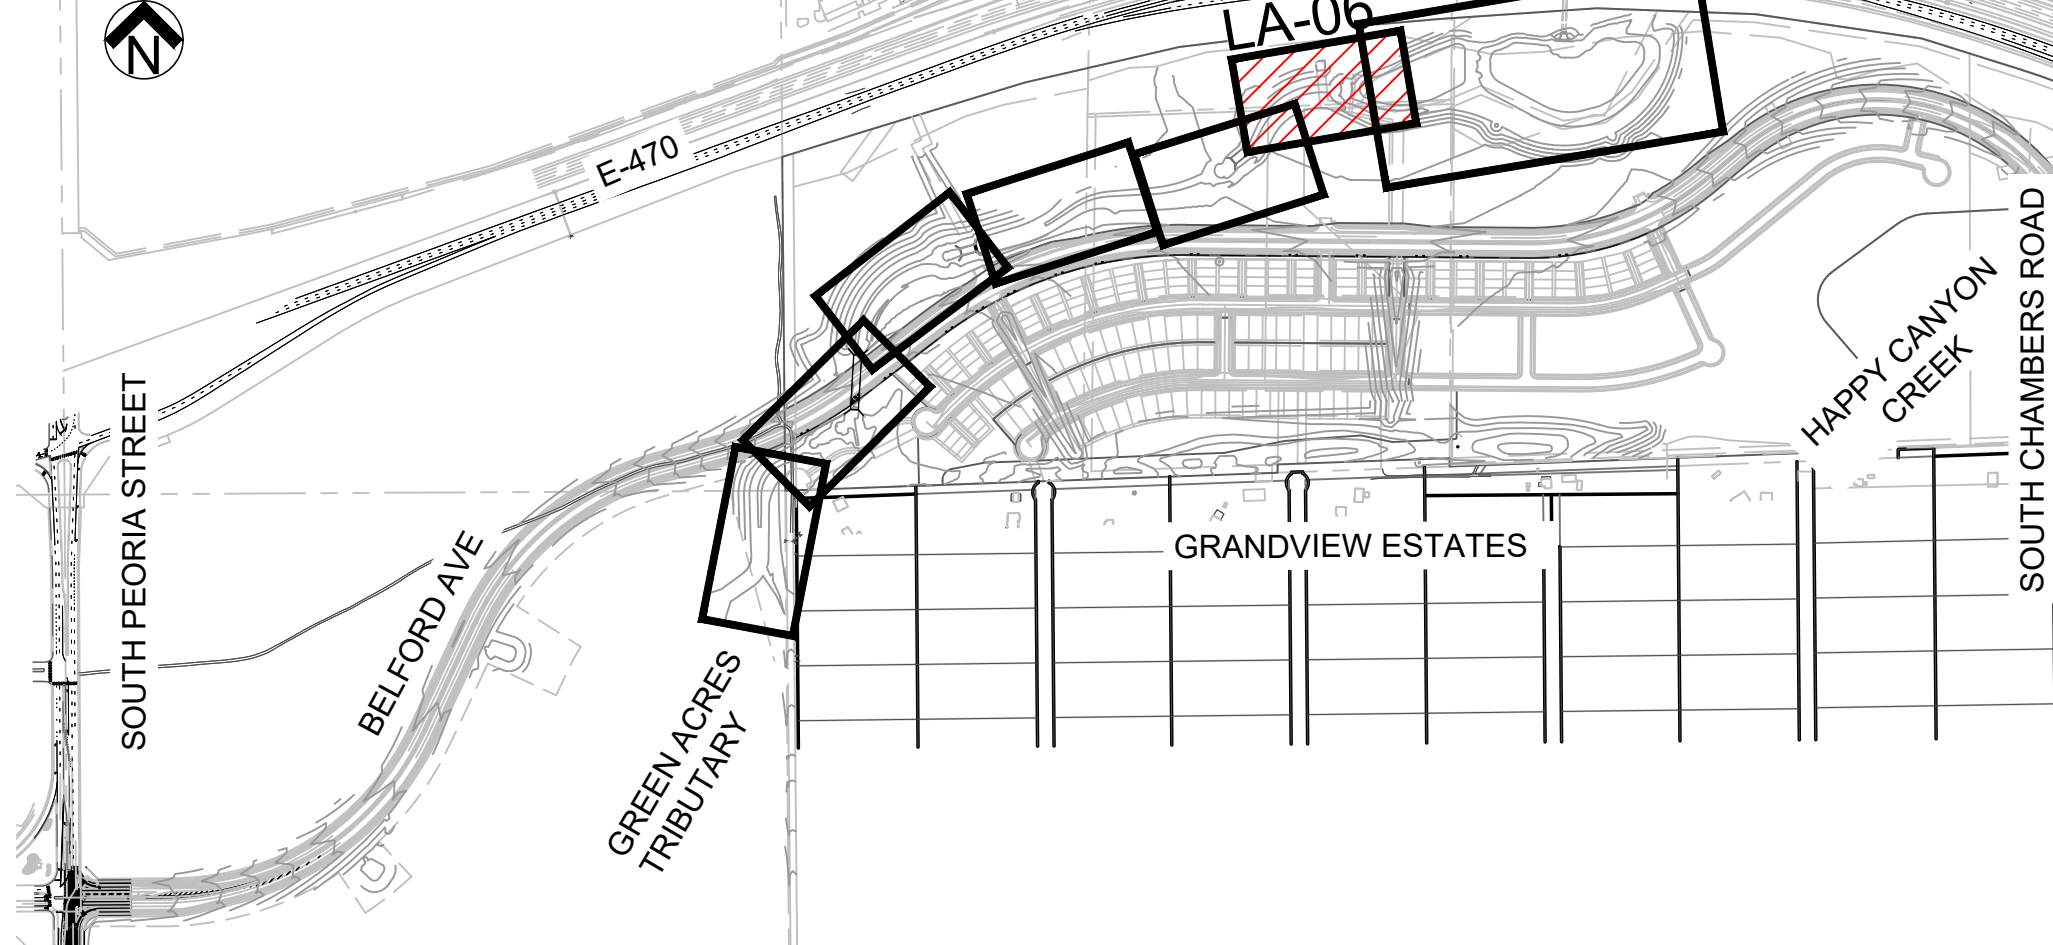 LA-06
N
E-470
SOUTH PEORIA STREET
BELFORD AVE
GREEN ACRES
TRIBUTARY
GRANDVIEW ESTATES
HAPPY CANYON
CREEK
SOUTH CHAMBERS ROAD